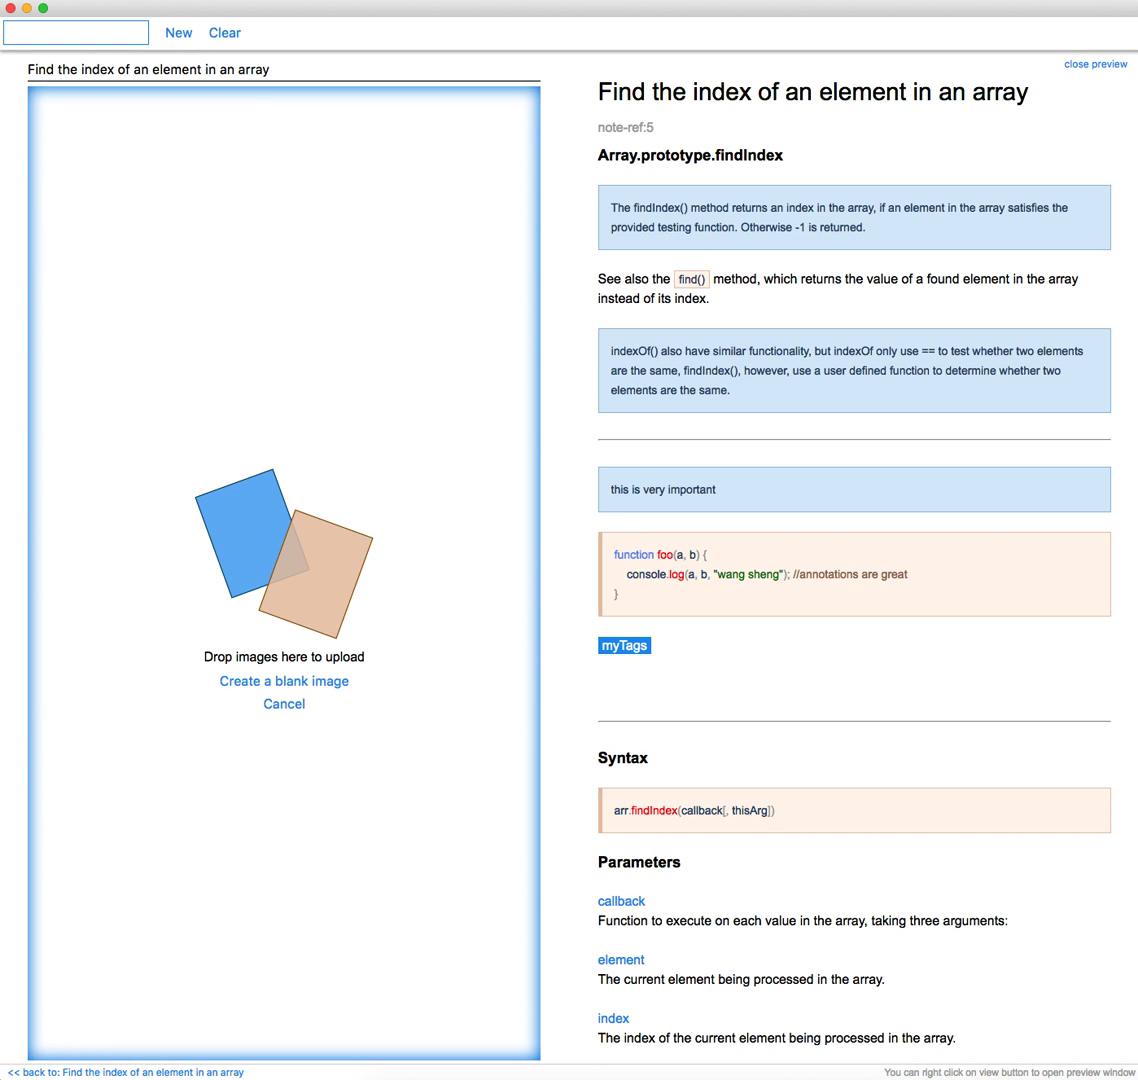 New Clear
Find the index of an element in an array
Drop images here to upload
Create a blank image
Cancel
close preview
Find the index of an element in an array
note-ref:5
Array.prototype.findIndex
The findIndex() method returns an index in the array, if an element in the array satisfies the
provided testing function. Otherwise -1 is returned.
See also the find() method, which returns the value of a found element in the array
instead of its index.
indexOf() also have similar functionality, but indexOf only use == to test whether two elements
are the same, findIndex(), however, use a user defined function to determine whether two
elements are the same.
this is very important
function foo(a, b) {
console.log(a, b, "wang sheng"); //annotations are great
}
myTags
Syntax
arr.findIndex(callback[, thisArg])
Parameters
callback
Function to execute on each value in the array, taking three arguments:
element
The current element being processed in the array.
index
The index of the current element being processed in the array.
<< back to: Find the index of an element in an array
You can right click on view button to open preview window